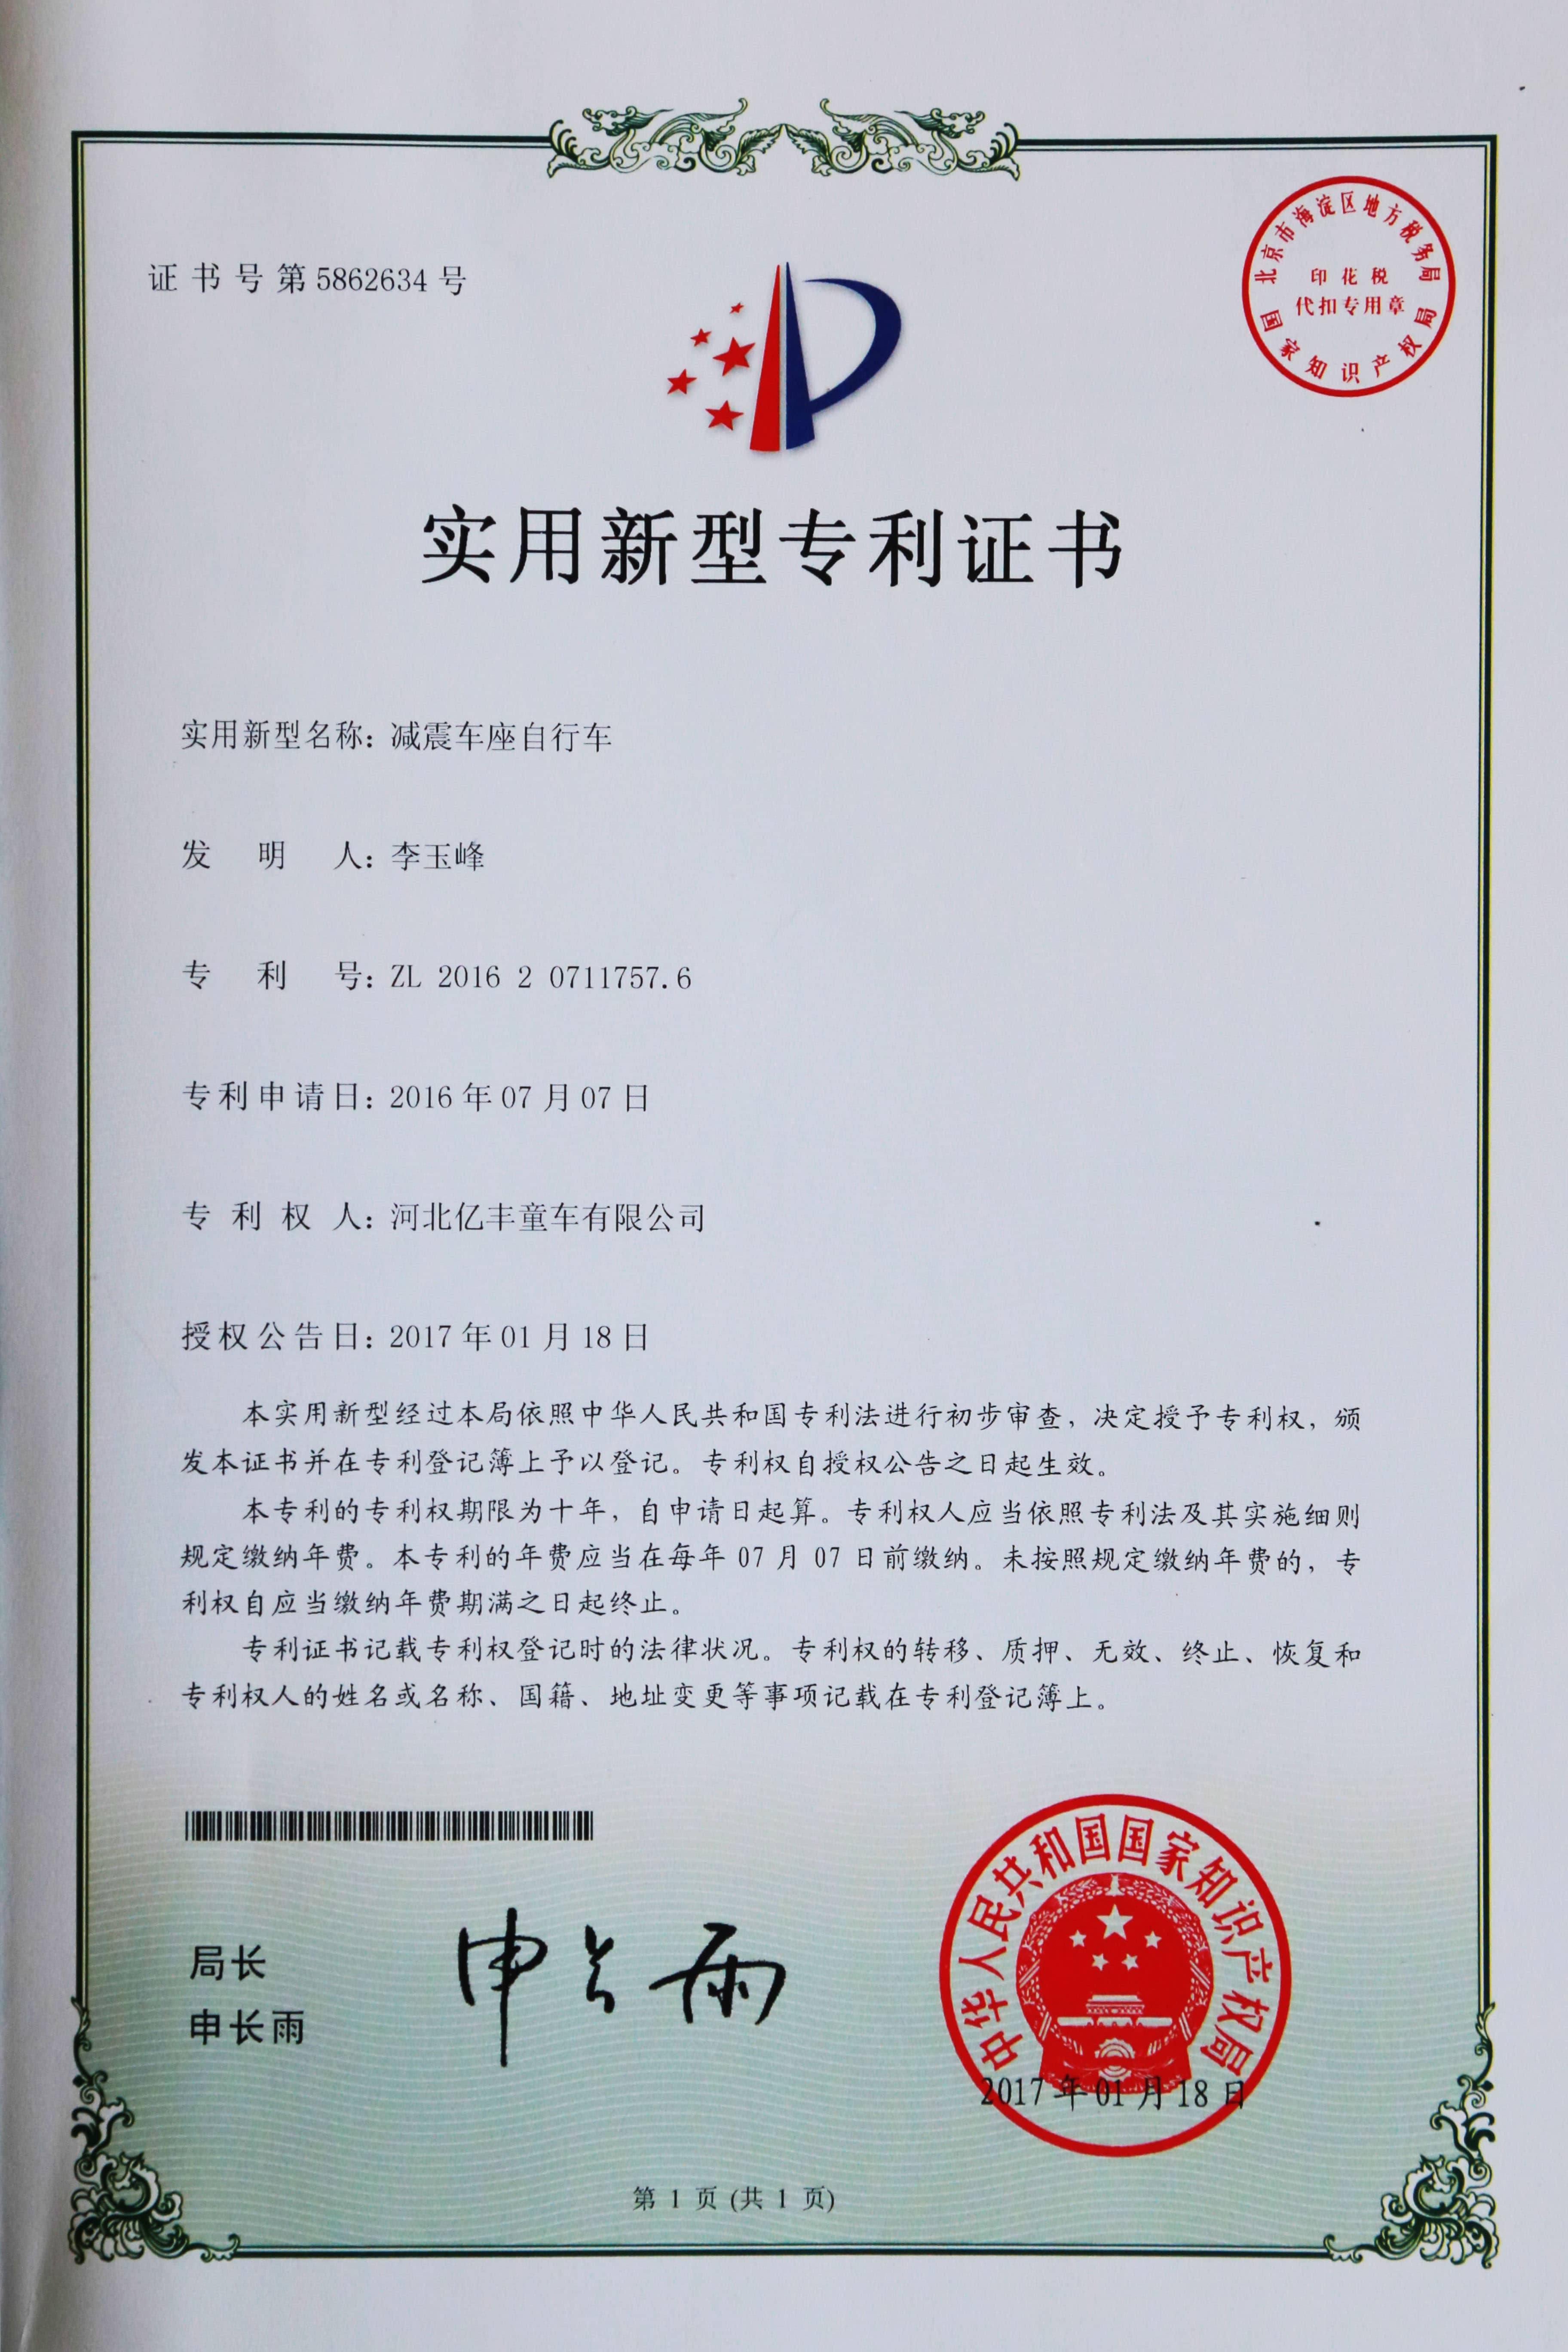 证书号第5862634号
北京市海淀区地方税务局
印花税
代扣专用章
国家知识产权局
实用新型专利证书
实用新型名称：减震车座自行车
发明人：李玉峰
专利号：ZL 2016 2 0711757.6
专利申请日：2016年07月07日
专利权人：河北亿丰童车有限公司
授权公告日：2017年01月18日
本实用新型经过本局依照中华人民共和国专利法进行初步审查，决定授予专利权，颁
发本证书并在专利登记簿上予以登记。专利权自授权公告之日起生效。
本专利的专利权期限为十年，自申请日起算。专利权人应当依照专利法及其实施细则
规定缴纳年费。本专利的年费应当在每年 07 月 07 日前缴纳。未按照规定缴纳年费的，专
利权自应当缴纳年费期满之日起终止。
专利证书记载专利权登记时的法律状况。专利权的转移、质押、无效、终止、恢复和
专利权人的姓名或名称、国籍、地址变更等事项记载在专利登记簿上。
局长
申长雨
申长雨
中华人民共和国国家知识产权局
2017年01月18日
第 1 页 (共 1 页)